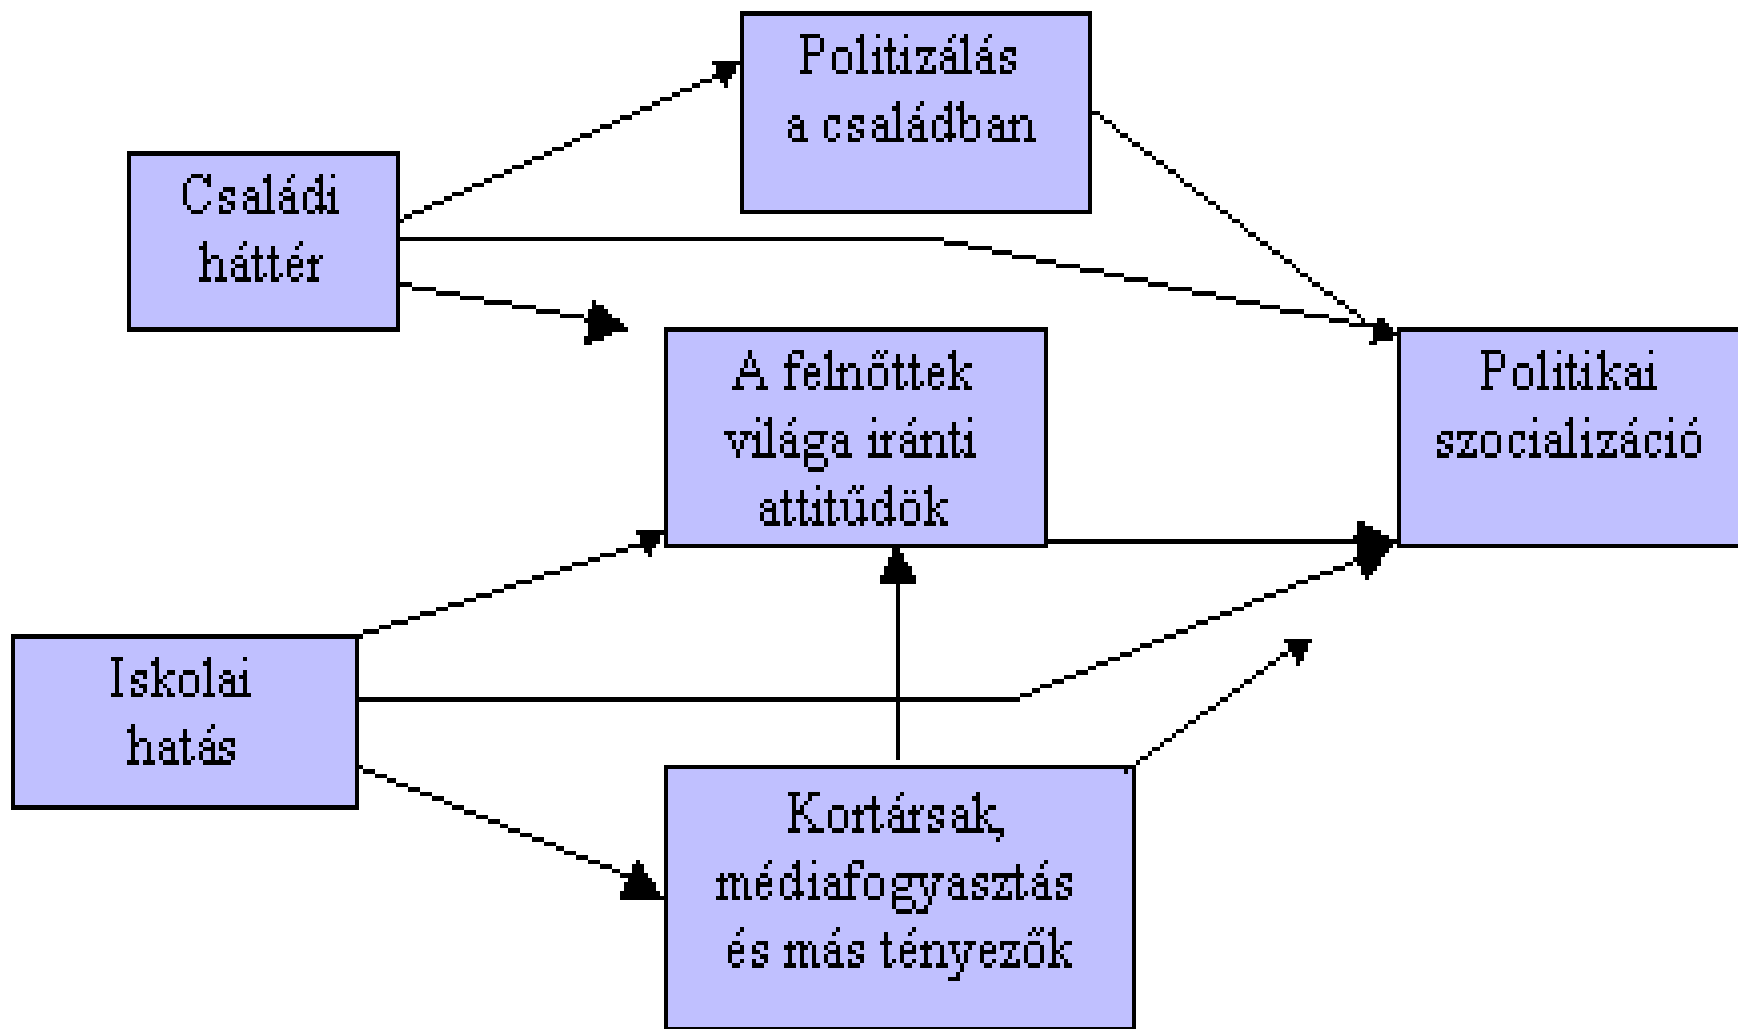 Politizálás
a családban
Családi
háttér
A felnőttek
világa iránti
attitűdök
Politikai
szocializáció
Iskolai
hatás
Kortársak,
médiafogyasztás
és más tényezők